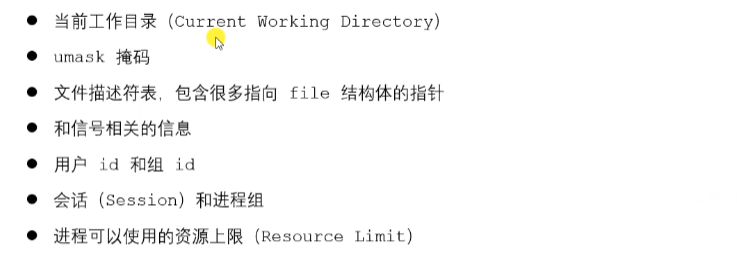 ● 当前工作目录（Current Working Directory）
● umask 掩码
● 文件描述符表，包含很多指向 file 结构体的指针
● 和信号相关的信息
● 用户 id 和组 id
● 会话（Session）和进程组
● 进程可以使用的资源上限（Resource Limit）